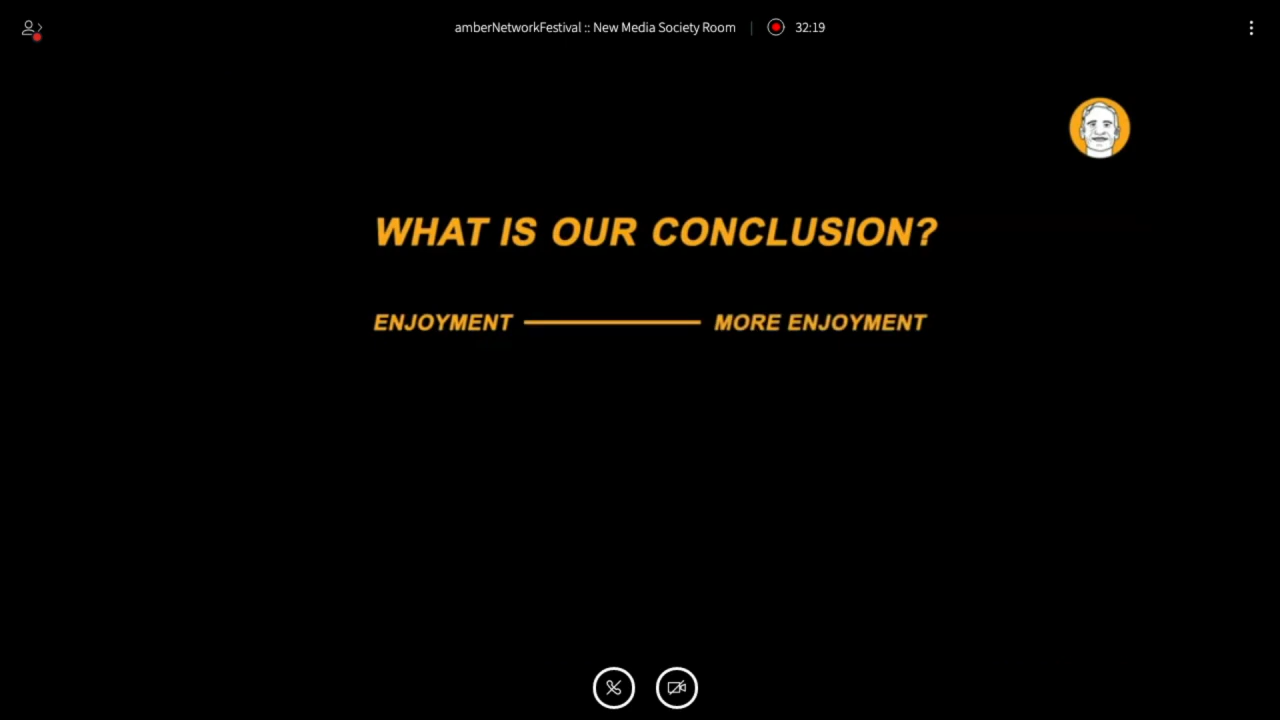 amberNetworkFestival :: New Media Society Room | 32:19
WHAT IS OUR CONCLUSION?
ENJOYMENT MORE ENJOYMENT